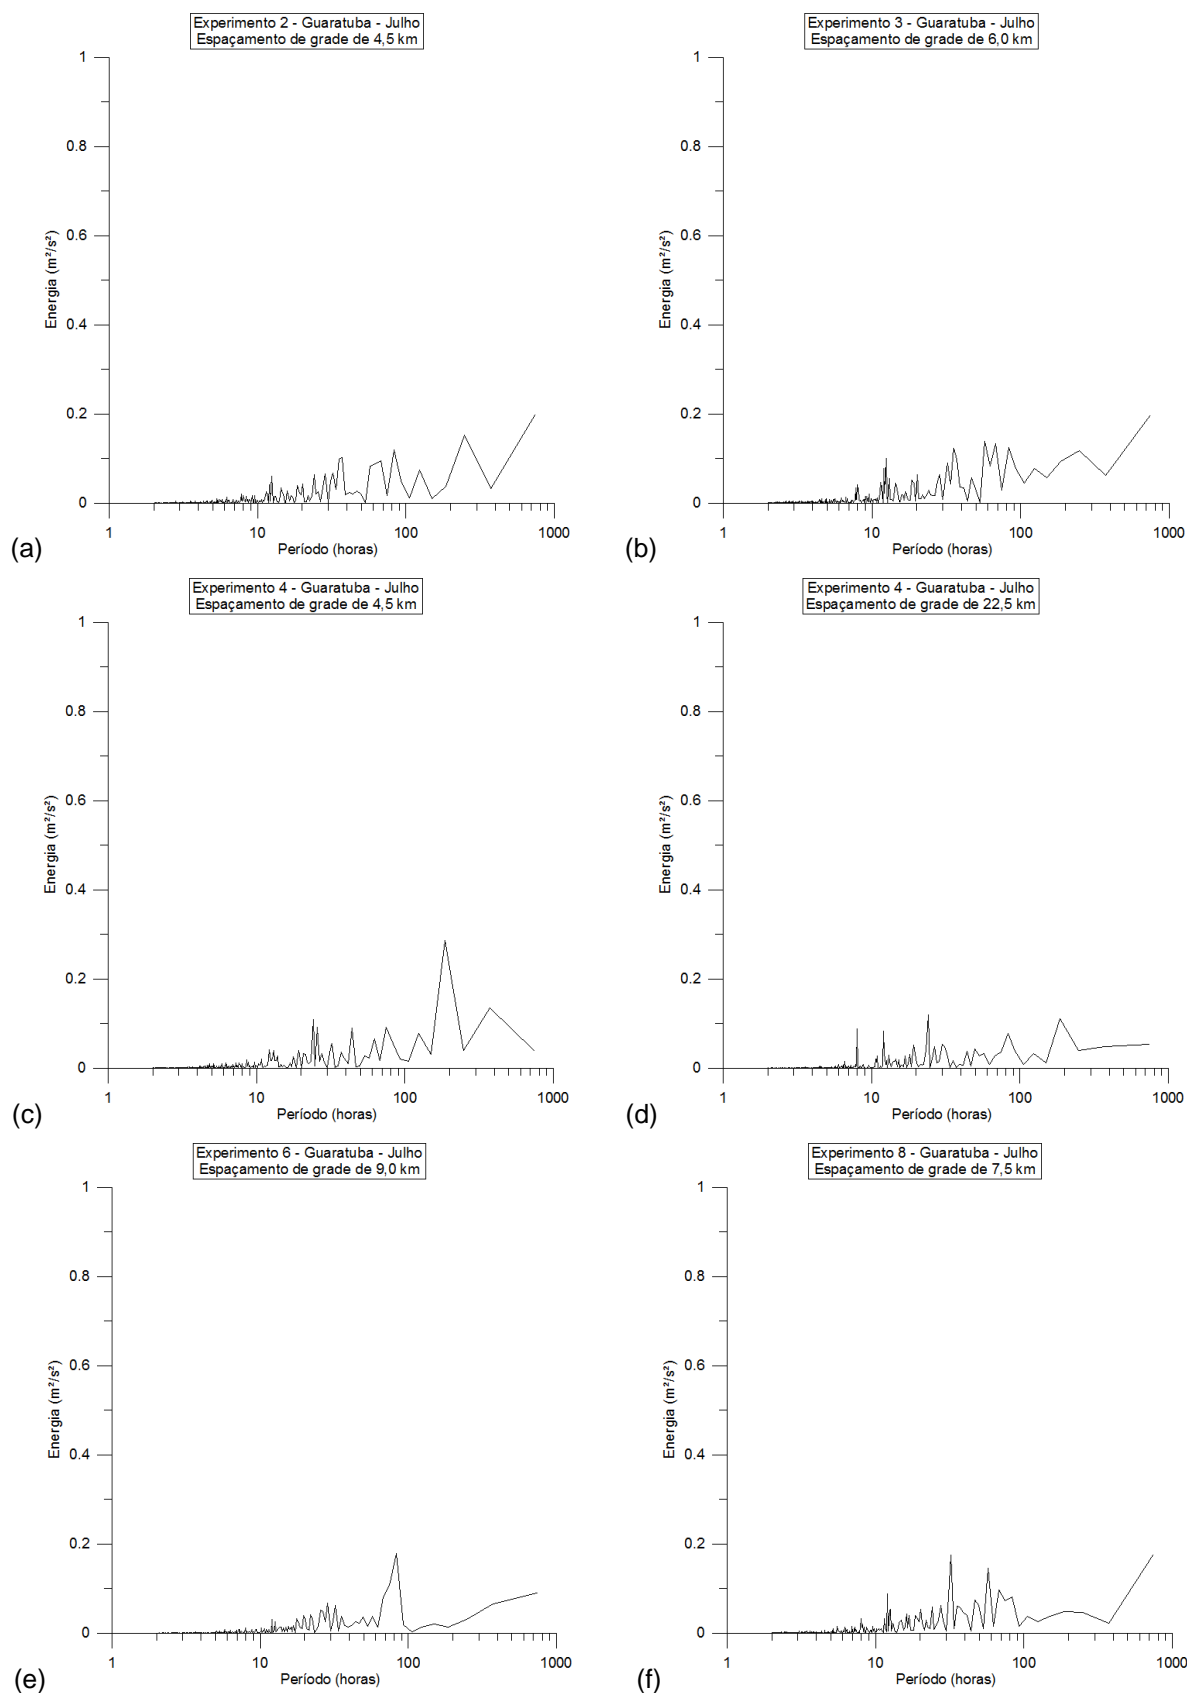 Experimento 2 - Guaratuba - Julho
Espaçamento de grade de 4,5 km
1
0.8
0.6
0.4
0.2
0
Energia (m²/s²)
1 10 100 1000
Período (horas)
(a)
Experimento 3 - Guaratuba - Julho
Espaçamento de grade de 6,0 km
1
0.8
0.6
0.4
0.2
0
Energia (m²/s²)
1 10 100 1000
Período (horas)
(b)
Experimento 4 - Guaratuba - Julho
Espaçamento de grade de 4,5 km
1
0.8
0.6
0.4
0.2
0
Energia (m²/s²)
1 10 100 1000
Período (horas)
(c)
Experimento 4 - Guaratuba - Julho
Espaçamento de grade de 22,5 km
1
0.8
0.6
0.4
0.2
0
Energia (m²/s²)
1 10 100 1000
Período (horas)
(d)
Experimento 6 - Guaratuba - Julho
Espaçamento de grade de 9,0 km
1
0.8
0.6
0.4
0.2
0
Energia (m²/s²)
1 10 100 1000
Período (horas)
(e)
Experimento 8 - Guaratuba - Julho
Espaçamento de grade de 7,5 km
1
0.8
0.6
0.4
0.2
0
Energia (m²/s²)
1 10 100 1000
Período (horas)
(f)